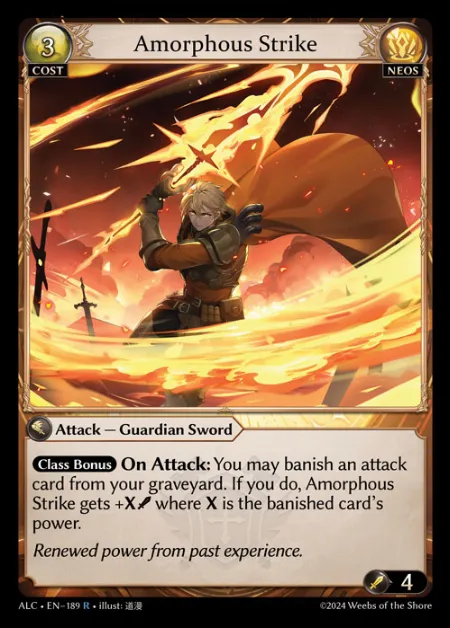 3
Amorphous Strike
COST
NEOS
Attack — Guardian Sword
Class Bonus On Attack: You may banish an attack
card from your graveyard. If you do, Amorphous
Strike gets +X where X is the banished card's
power.
Renewed power from past experience.
4
ALC • EN-189 R • illust: 道漫
©2024 Weebs of the Shore